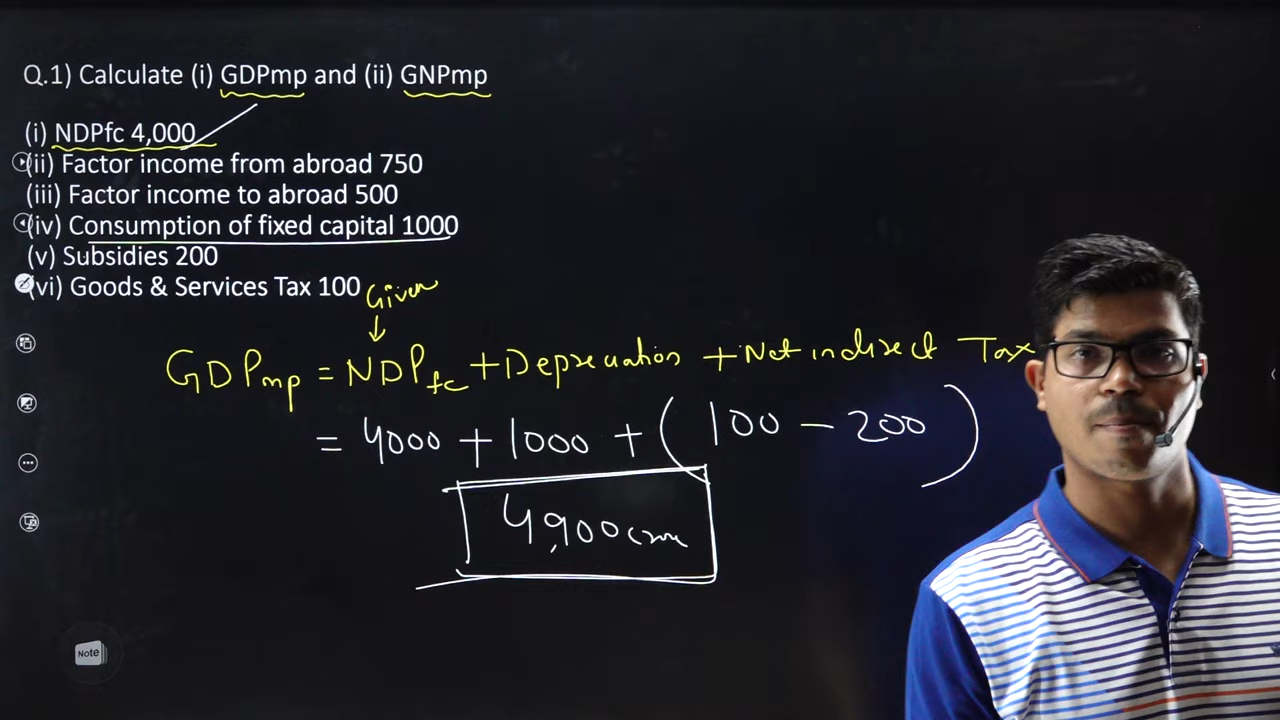 Q.1) Calculate (i) GDPmp and (ii) GNPmp
(i) NDPfc 4,000
(ii) Factor income from abroad 750
(iii) Factor income to abroad 500
(iv) Consumption of fixed capital 1000
(v) Subsidies 200
(vi) Goods & Services Tax 100
Given
GDPmp = NDPfc + Depreciation + Net indirect Tax
= 4000 + 1000 + ( 100 - 200 )
4,900
Note